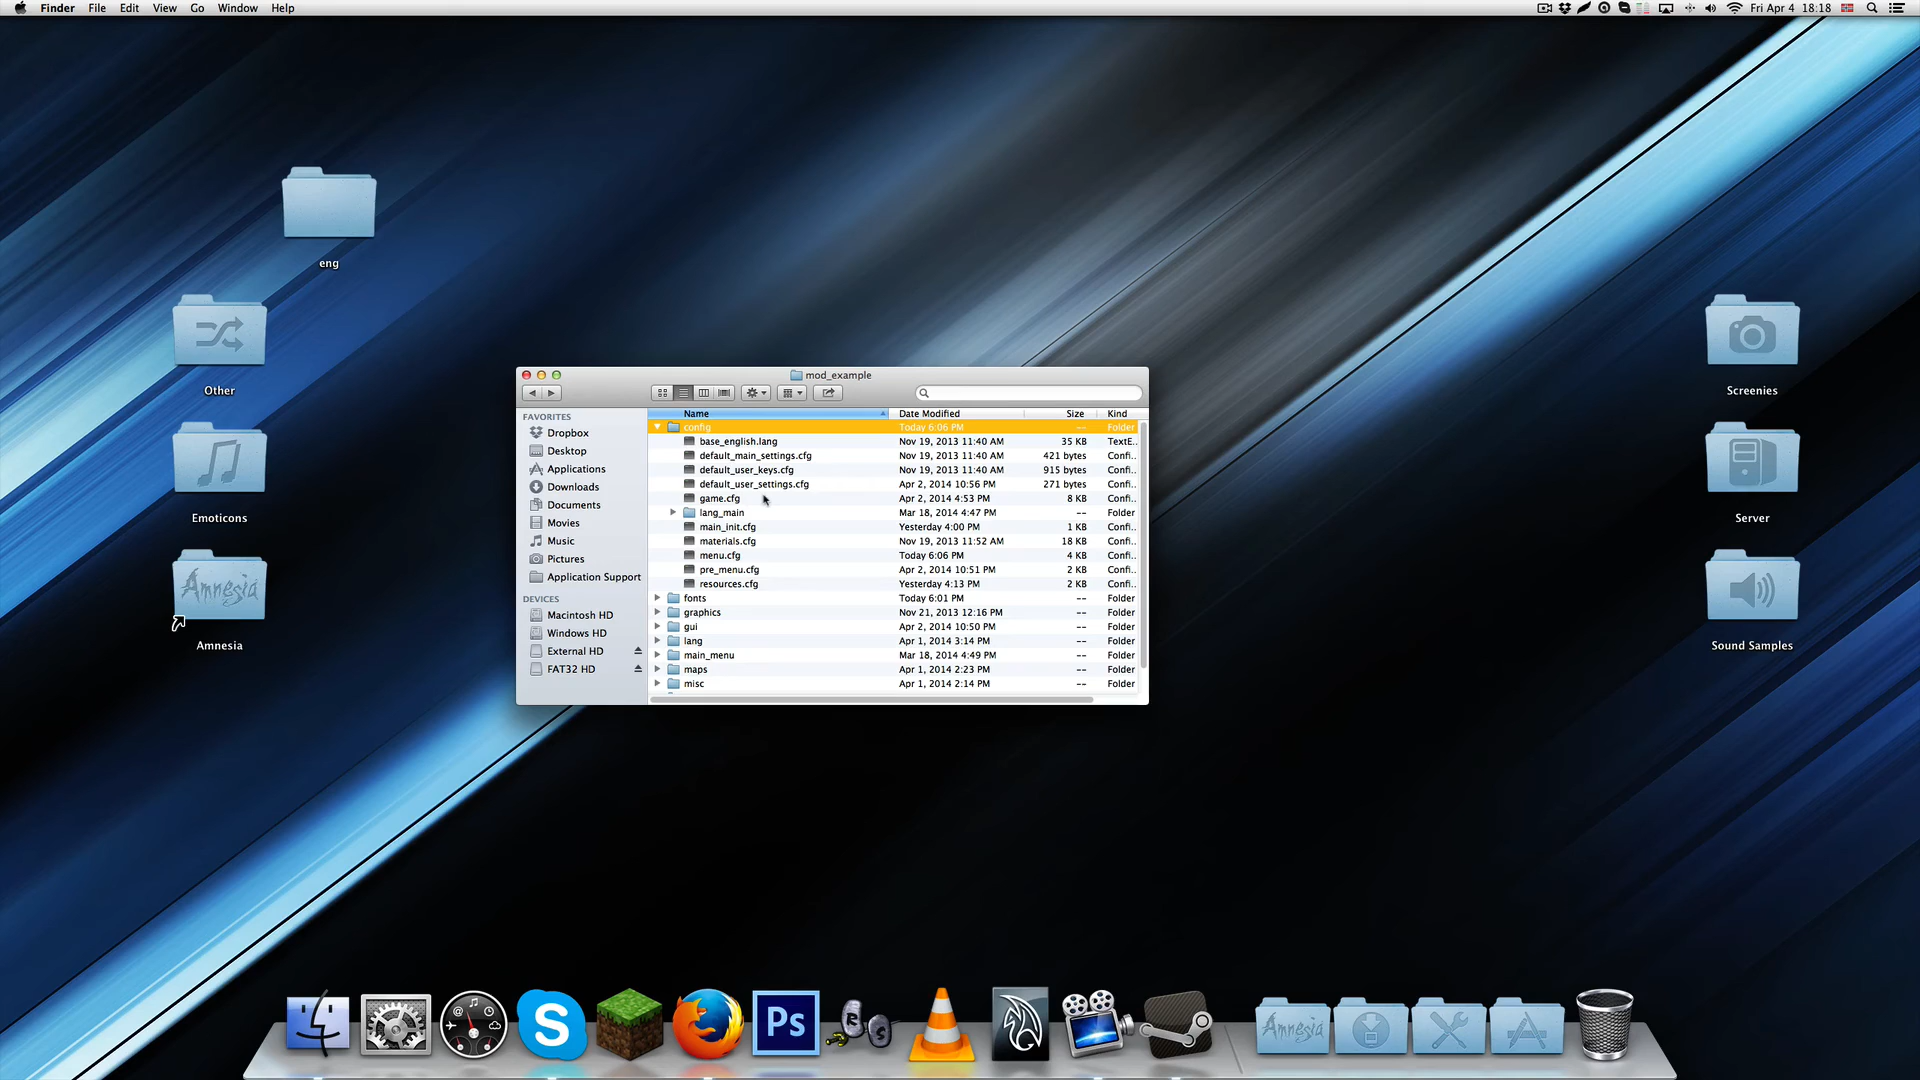 Finder File Edit View Go Window Help Fri Apr 4 18:18
eng
Other
Emoticons
Amnesia
Amnesia
Screenies
Server
Sound Samples
mod_example
FAVORITES
Dropbox
Desktop
Applications
Downloads
Documents
Movies
Music
Pictures
Application Support
DEVICES
Macintosh HD
Windows HD
External HD
FAT32 HD
Name Date Modified Size Kind
config Today 6:06 PM -- Folder
base_english.lang Nov 19, 2013 11:40 AM 35 KB TextE..
default_main_settings.cfg Nov 19, 2013 11:40 AM 421 bytes Confi..
default_user_keys.cfg Nov 19, 2013 11:40 AM 915 bytes Confi..
default_user_settings.cfg Apr 2, 2014 10:56 PM 271 bytes Confi..
game.cfg Apr 2, 2014 4:53 PM 8 KB Confi..
lang_main Mar 18, 2014 4:47 PM -- Folder
main_init.cfg Yesterday 4:00 PM 1 KB Confi..
materials.cfg Nov 19, 2013 11:52 AM 18 KB Confi..
menu.cfg Today 6:06 PM 4 KB Confi..
pre_menu.cfg Apr 2, 2014 10:51 PM 2 KB Confi..
resources.cfg Yesterday 4:13 PM 2 KB Confi..
fonts Today 6:01 PM -- Folder
graphics Nov 21, 2013 12:16 PM -- Folder
gui Apr 2, 2014 10:50 PM -- Folder
lang Apr 1, 2014 3:14 PM -- Folder
main_menu Mar 18, 2014 4:49 PM -- Folder
maps Apr 1, 2014 2:23 PM -- Folder
misc Apr 1, 2014 2:14 PM -- Folder
S
Ps
R S
Amnesia